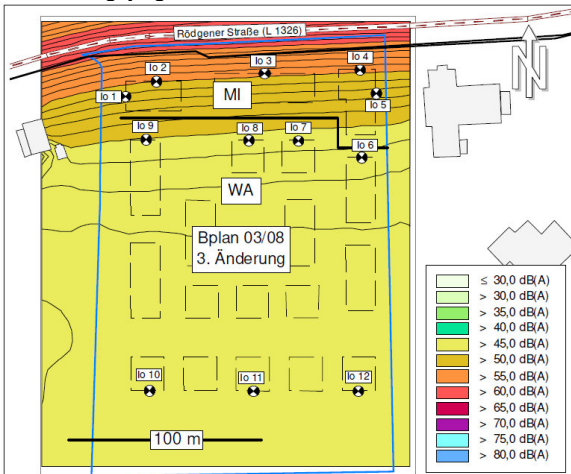 Rödgener Straße (L 1326)
Io 2
Io 3
Io 4
Io 1
MI
Io 5
N
Io 9
Io 8
Io 7
Io 6
WA
Bplan 03/08
3. Änderung
≤ 30,0 dB(A)
> 30,0 dB(A)
> 35,0 dB(A)
> 40,0 dB(A)
> 45,0 dB(A)
> 50,0 dB(A)
> 55,0 dB(A)
> 60,0 dB(A)
> 65,0 dB(A)
> 70,0 dB(A)
> 75,0 dB(A)
> 80,0 dB(A)
Io 10
Io 11
Io 12
100 m